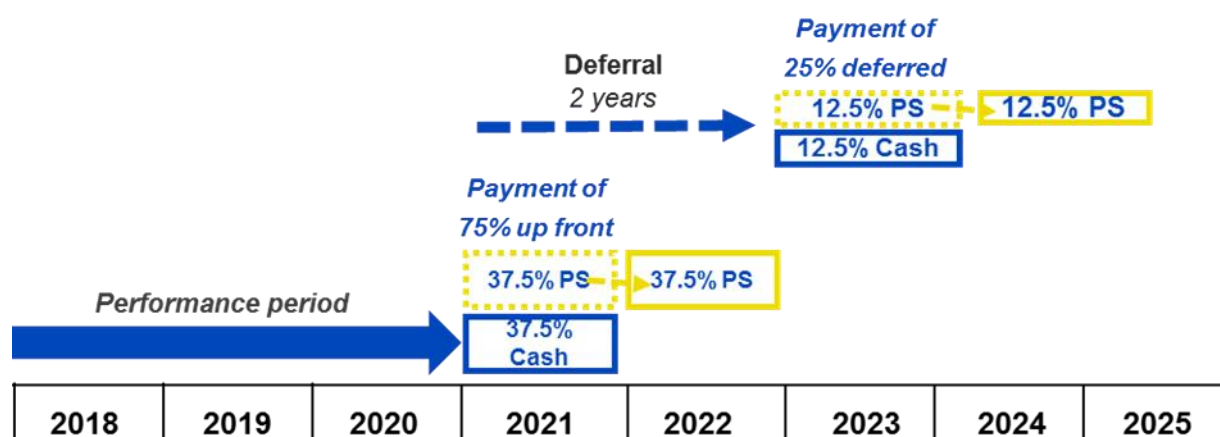 Payment of
25% deferred
Deferral
2 years
12.5% PS
12.5% PS
12.5% Cash
Payment of
75% up front
37.5% PS
37.5% PS
Performance period
37.5%
Cash
2018
2019
2020
2021
2022
2023
2024
2025